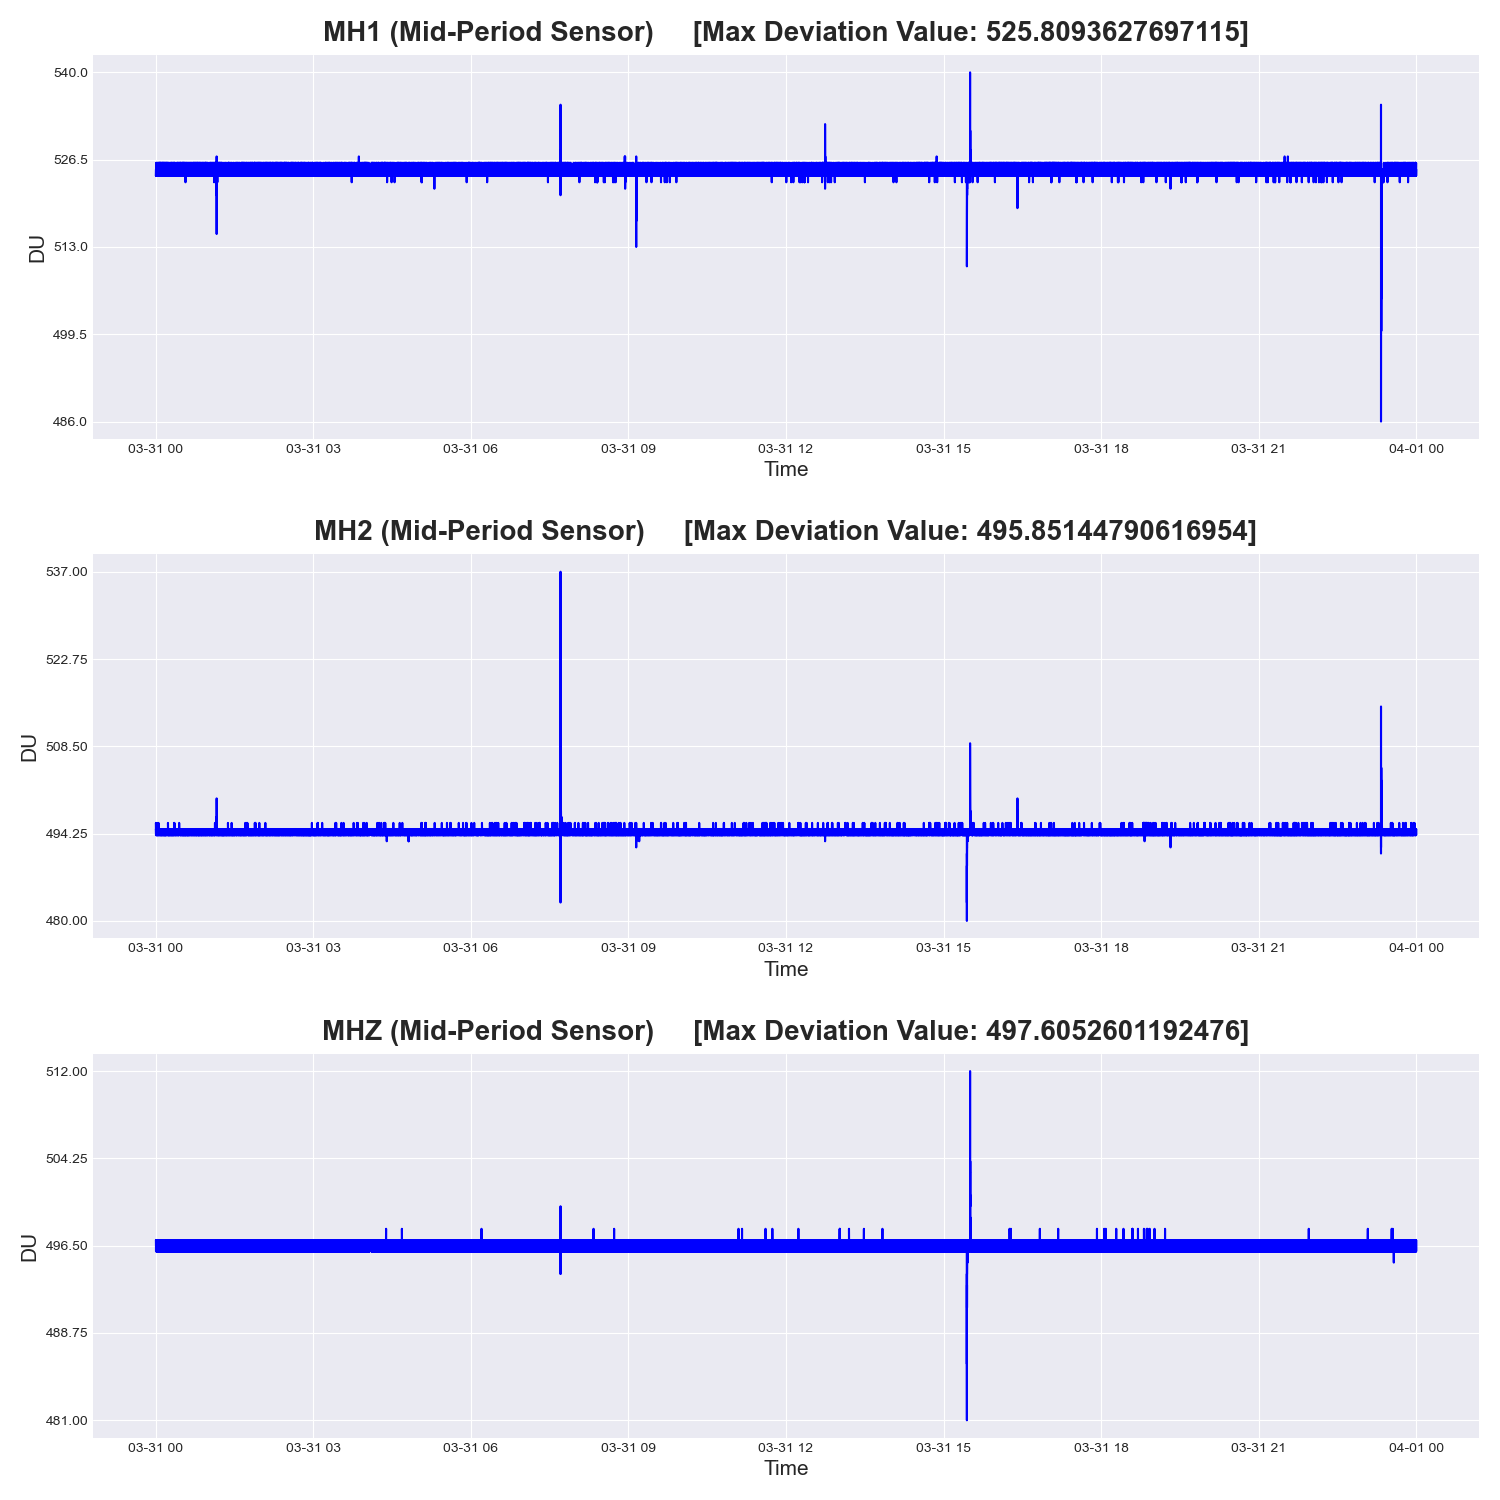 MH1 (Mid-Period Sensor) [Max Deviation Value: 525.8093627697115]
540.0
526.5
513.0
499.5
486.0
DU
03-31 00 03-31 03 03-31 06 03-31 09 03-31 12 03-31 15 03-31 18 03-31 21 04-01 00
Time
MH2 (Mid-Period Sensor) [Max Deviation Value: 495.85144790616954]
537.00
522.75
508.50
494.25
480.00
DU
03-31 00 03-31 03 03-31 06 03-31 09 03-31 12 03-31 15 03-31 18 03-31 21 04-01 00
Time
MHZ (Mid-Period Sensor) [Max Deviation Value: 497.6052601192476]
512.00
504.25
496.50
488.75
481.00
DU
03-31 00 03-31 03 03-31 06 03-31 09 03-31 12 03-31 15 03-31 18 03-31 21 04-01 00
Time